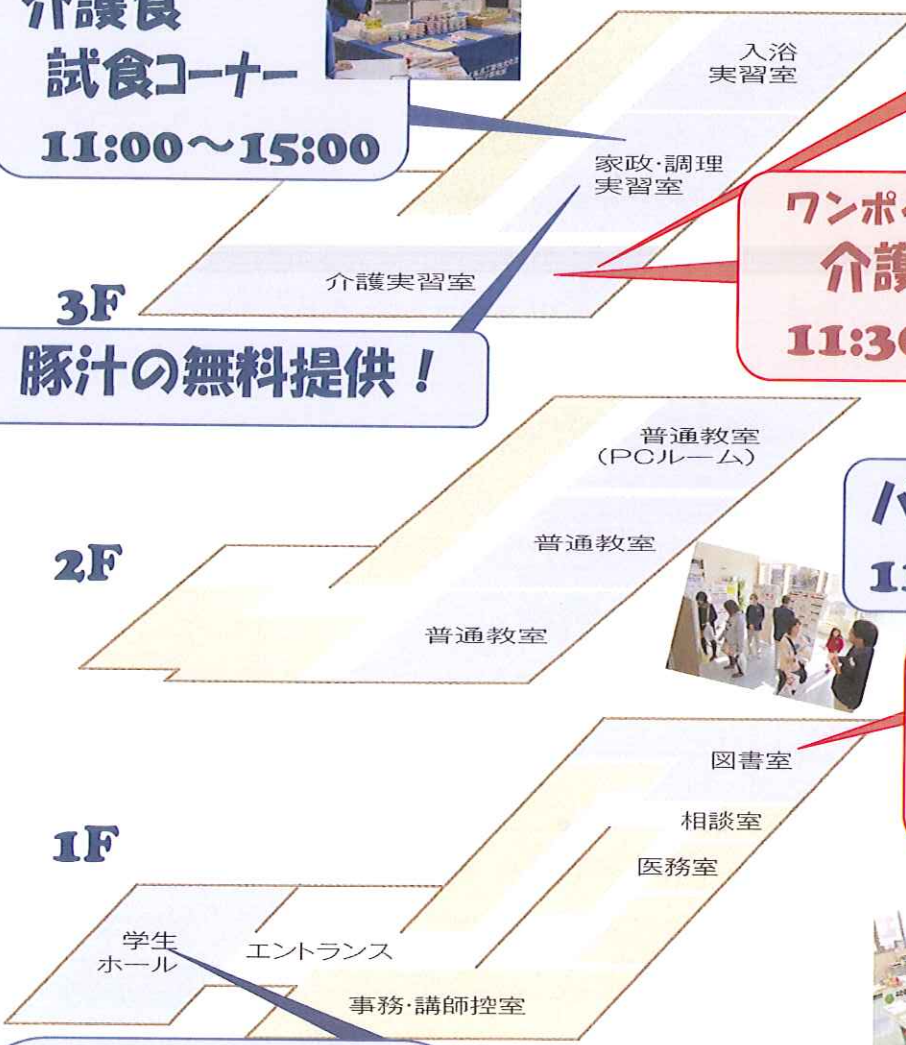 介護食
試食コーナー
11:00～15:00
入浴
実習室
家政・調理
実習室
ワンポ
介護
11:30
介護実習室
3F
豚汁の無料提供！
普通教室
(PCルーム)
普通教室
2F
普通教室
図書室
相談室
1F
医務室
学生
ホール
エントランス
事務・講師控室